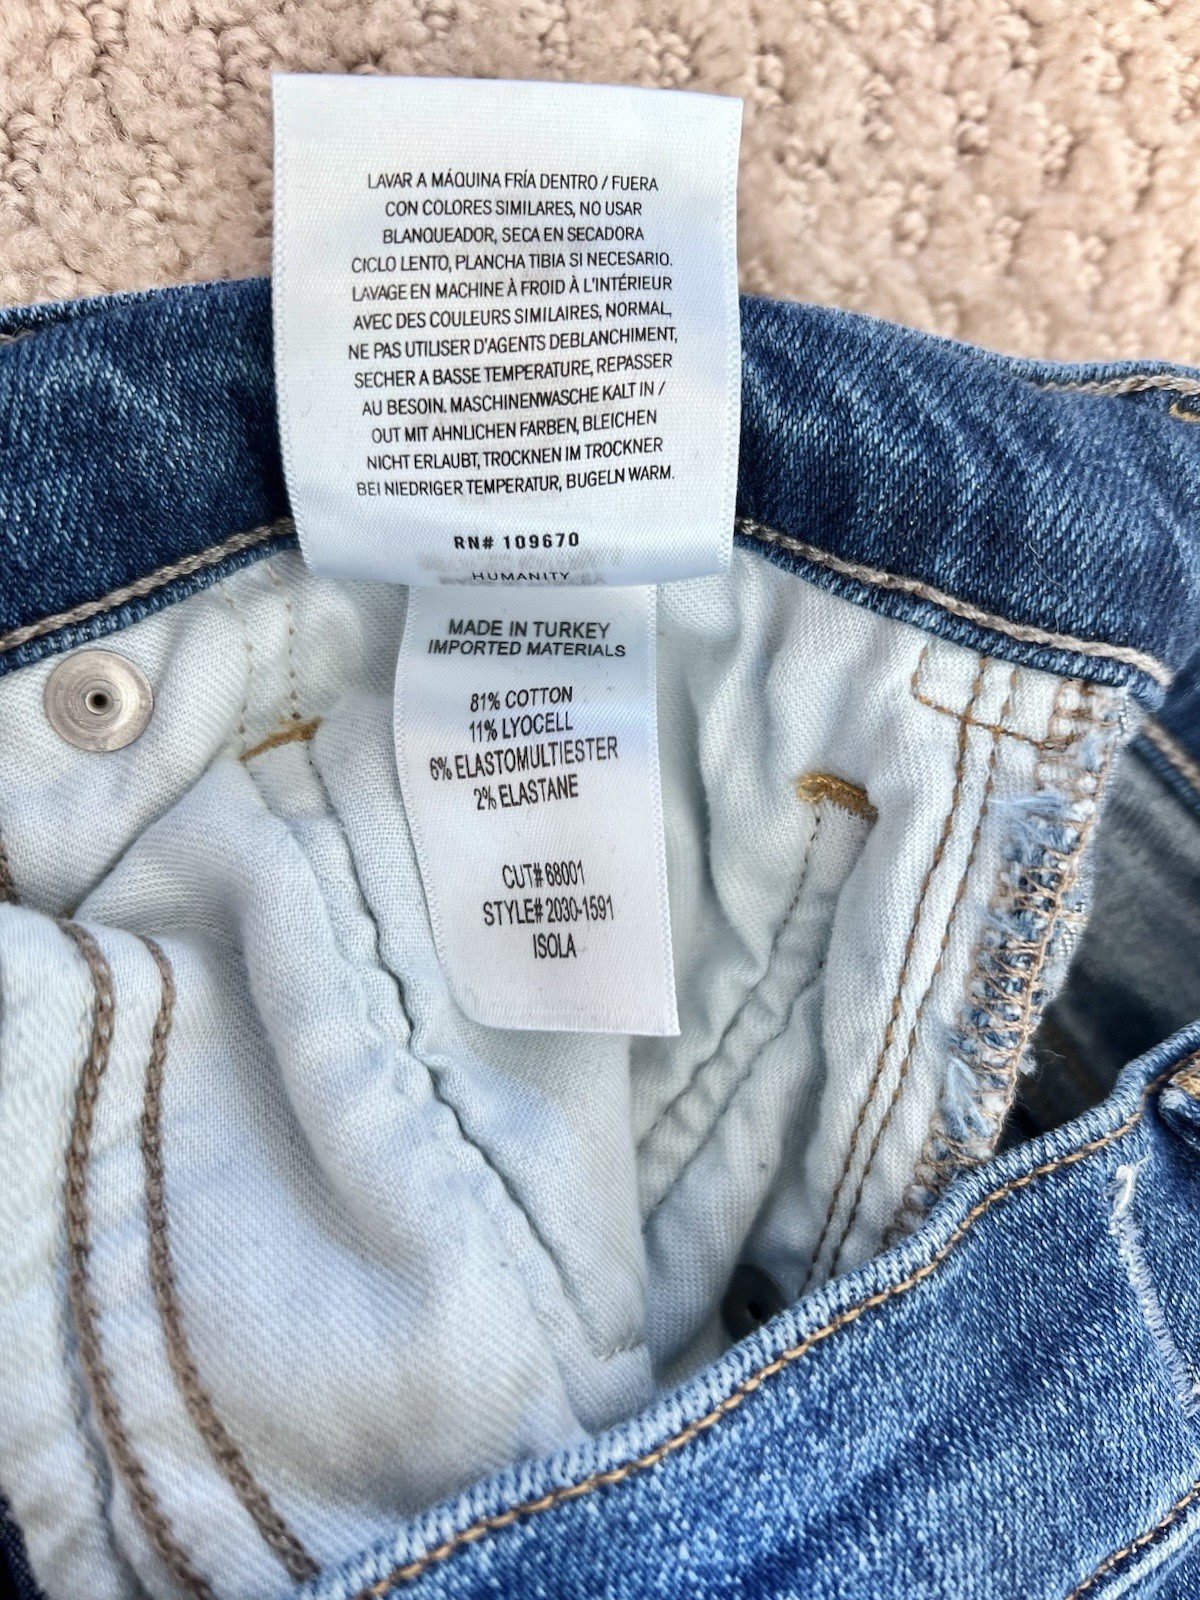 LAVAR A MÁQUINA FRÍA DENTRO / FUERA
CON COLORES SIMILARES, NO USAR
BLANQUEADOR, SECA EN SECADORA
CICLO LENTO, PLANCHA TIBIA SI NECESARIO.
LAVAGE EN MACHINE À FROID À L'INTÉRIEUR
AVEC DES COULEURS SIMILAIRES, NORMAL,
NE PAS UTILISER D'AGENTS DEBLANCHIMENT,
SECHER A BASSE TEMPERATURE, REPASSER
AU BESOIN. MASCHINENWASCHE KALT IN /
OUT MIT AHNLICHEN FARBEN, BLEICHEN
NICHT ERLAUBT, TROCKNEN IM TROCKNER
BEI NIEDRIGER TEMPERATUR, BUGELN WARM.
RN# 109670
HUMANITY
MADE IN TURKEY
IMPORTED MATERIALS
81% COTTON
11% LYOCELL
6% ELASTOMULTIESTER
2% ELASTANE
CUT# 68001
STYLE# 2030-1591
ISOLA